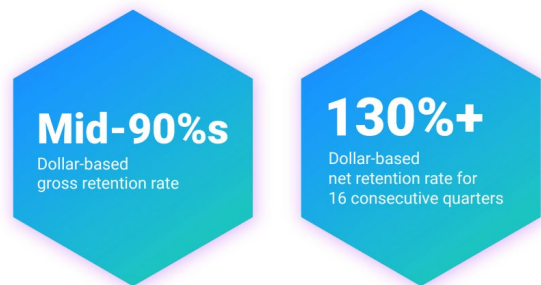 Mid-90%s
Dollar-based
gross retention rate
130%+
Dollar-based
net retention rate for
16 consecutive quarters